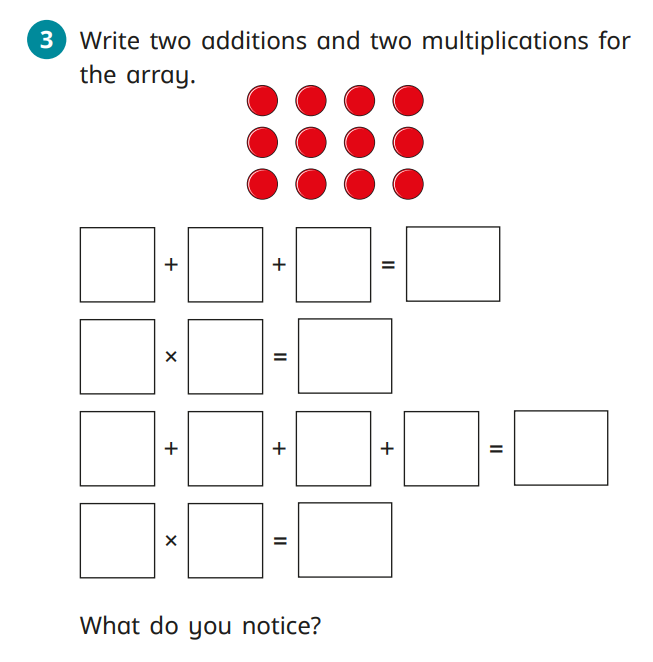 3 Write two additions and two multiplications for
the array.
+ + =
× =
+ + + =
× =
What do you notice?